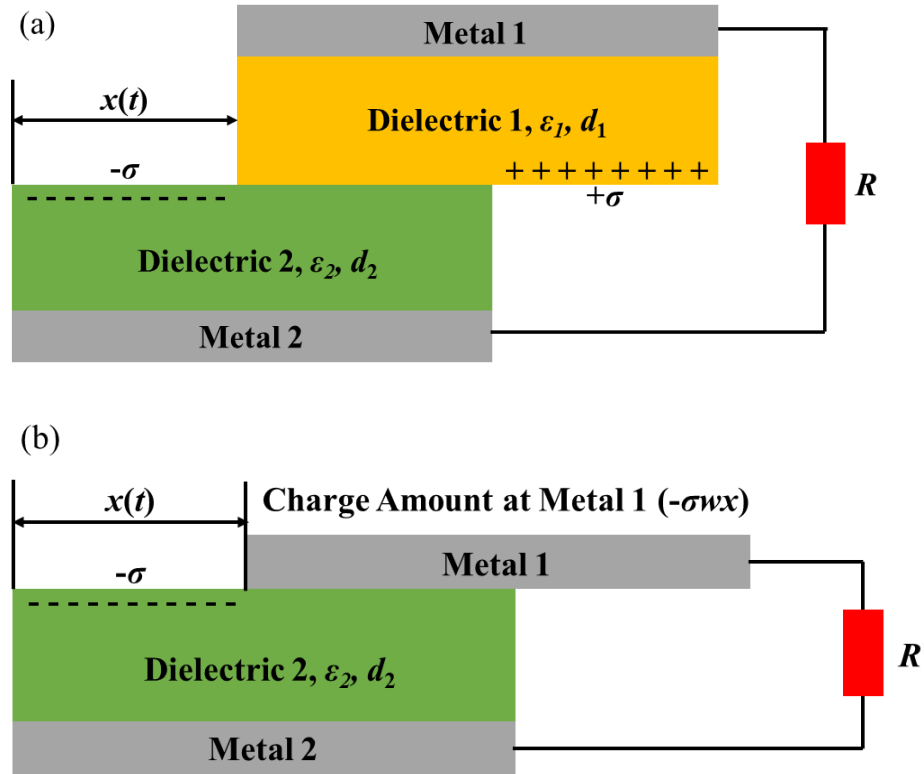 (a)
Metal 1
x(t)
Dielectric 1, ε1, d1
-σ
+ + + + + + + +
+σ
R
Dielectric 2, ε2, d2
Metal 2
(b)
x(t)
Charge Amount at Metal 1 (-σwx)
-σ
Metal 1
Dielectric 2, ε2, d2
R
Metal 2